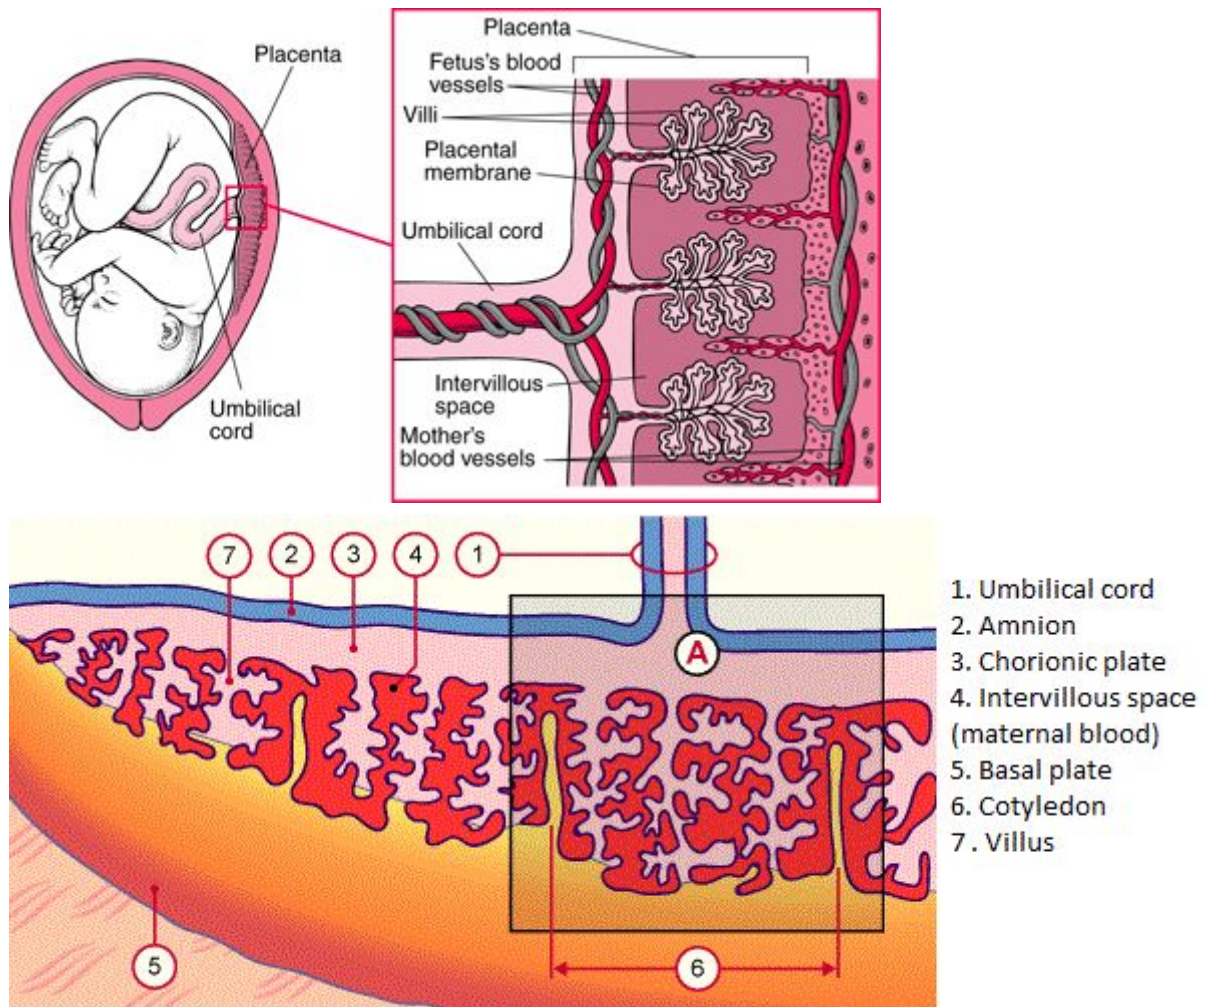 Placenta
Umbilical
cord
Placenta
Fetus's blood
vessels
Villi
Placental
membrane
Umbilical cord
Intervillous
space
Mother's
blood vessels
7
2
3
4
1
A
5
6
1. Umbilical cord
2. Amnion
3. Chorionic plate
4. Intervillous space
(maternal blood)
5. Basal plate
6. Cotyledon
7 . Villus